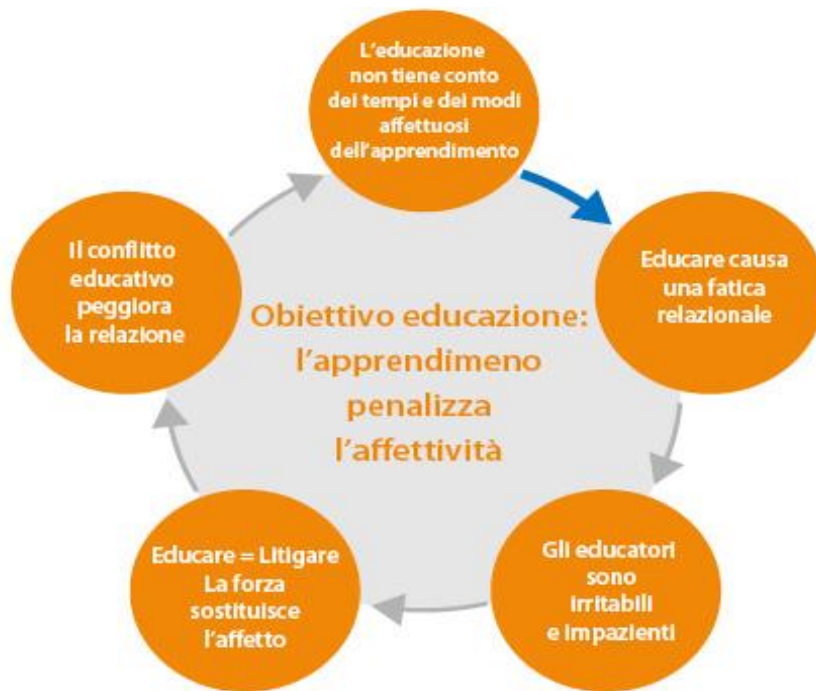 L'educazione
non tiene conto
dei tempi e dei modi
affettuosi
dell'apprendimento
Educare causa
una fatica
relazionale
Gli educatori
sono
irritabili
e impazienti
Educare = Litigare
La forza
sostituisce
l'affetto
Il conflitto
educativo
peggiora
la relazione
Obiettivo educazione:
l'apprendimeno
penalizza
l'affettività